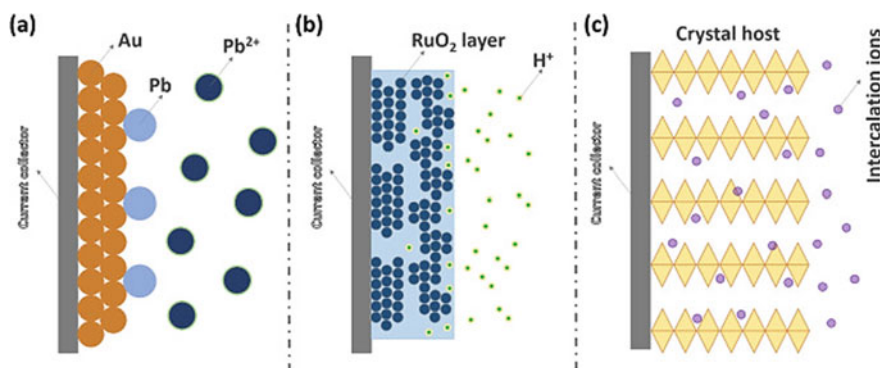 (a)
Au
Pb²⁺
Pb
Current collector
(b)
RuO₂ layer
H⁺
Current collector
(c)
Crystal host
Intercalation ions
Current collector